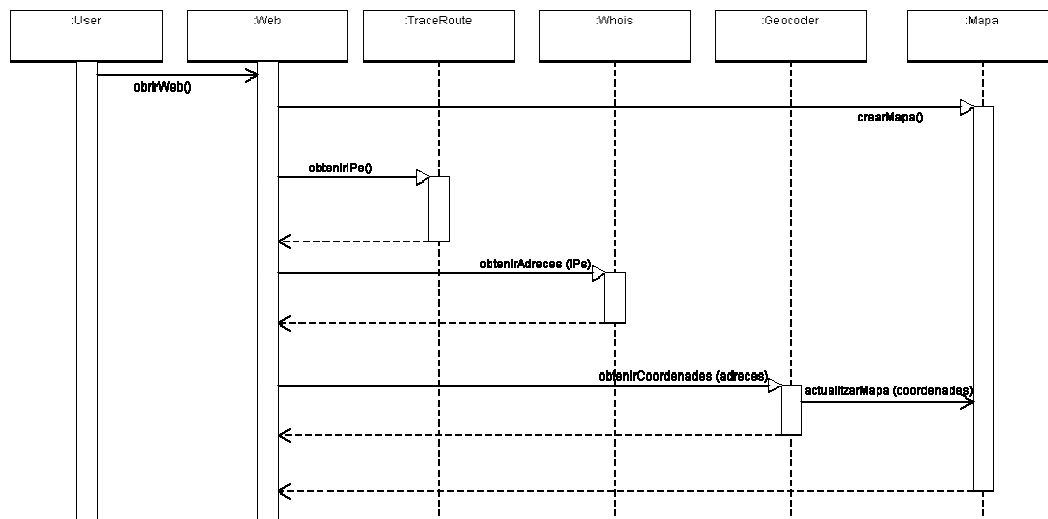 :User
:Web
:TraceRoute
:Whois
:Geocoder
:Mapa
obrirWeb()
crearMapa()
obtenirIPs()
obtenirAdreces (IPs)
obtenirCoordenades (adreces)
actualitzarMapa (coordenades)